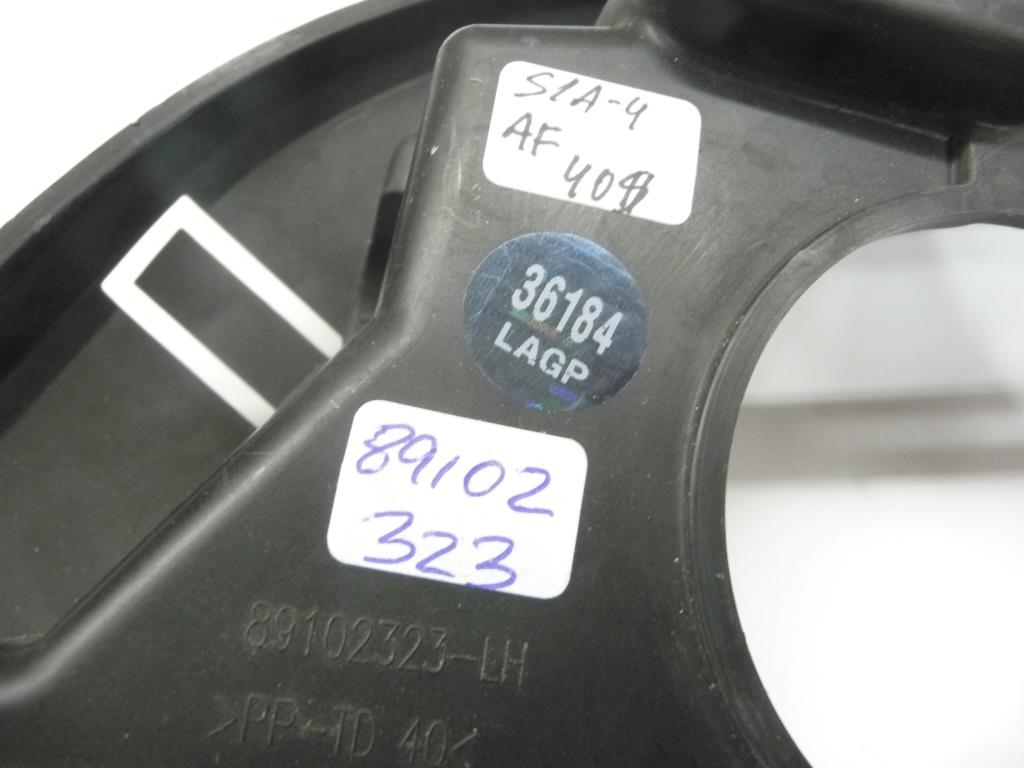 S1A-4
AF
40$
36184
LAGP
89102
323
89102323-LH
>PP-TD 40<